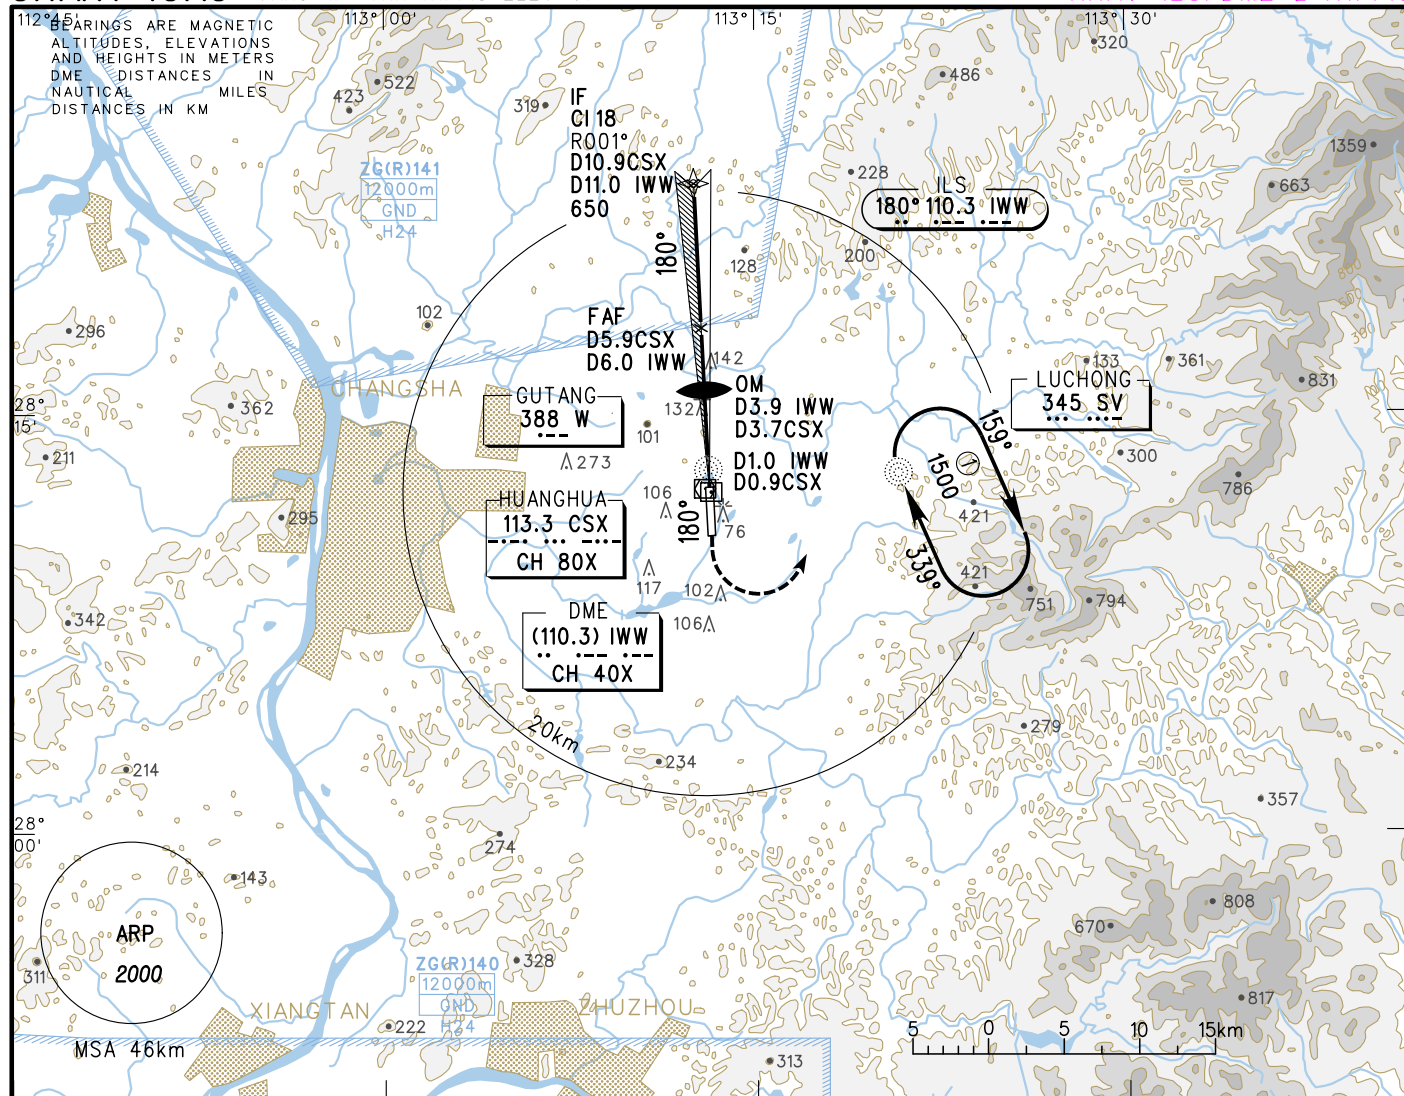 112°45'
113°00'
113°15'
113°30'
BEARINGS ARE MAGNETIC
ALTITUDES, ELEVATIONS
AND HEIGHTS IN METERS
DME DISTANCES IN
NAUTICAL MILES
DISTANCES IN KM
522
423
319
486
320
1359
663
228
200
128
IF
CI 18
R001°
D10.9CSX
D11.0 IWW
650
ZG(R)141
12000m
GND
H24
ILS
180° 110.3 IWW
180°
296
102
FAF
D5.9CSX
D6.0 IWW
142
133
361
831
800
500
300
CHANGSHA
362
28°
15'
211
GUTANG
388 W
273
132
101
OM
D3.9 IWW
D3.7CSX
D1.0 IWW
D0.9CSX
LUCHONG
345 SV
159°
1
1500
339°
300
786
421
421
751
794
295
HUANGHUA
113.3 CSX
CH 80X
106
76
180°
117
102
106
DME
(110.3) IWW
CH 40X
342
20km
234
279
214
357
28°
00'
274
143
ARP
2000
311
MSA 46km
808
670
817
ZG(R)140
12000m
GND
H24
328
XIANGTAN
222
ZHUZHOU
313
5 0 5 10 15km